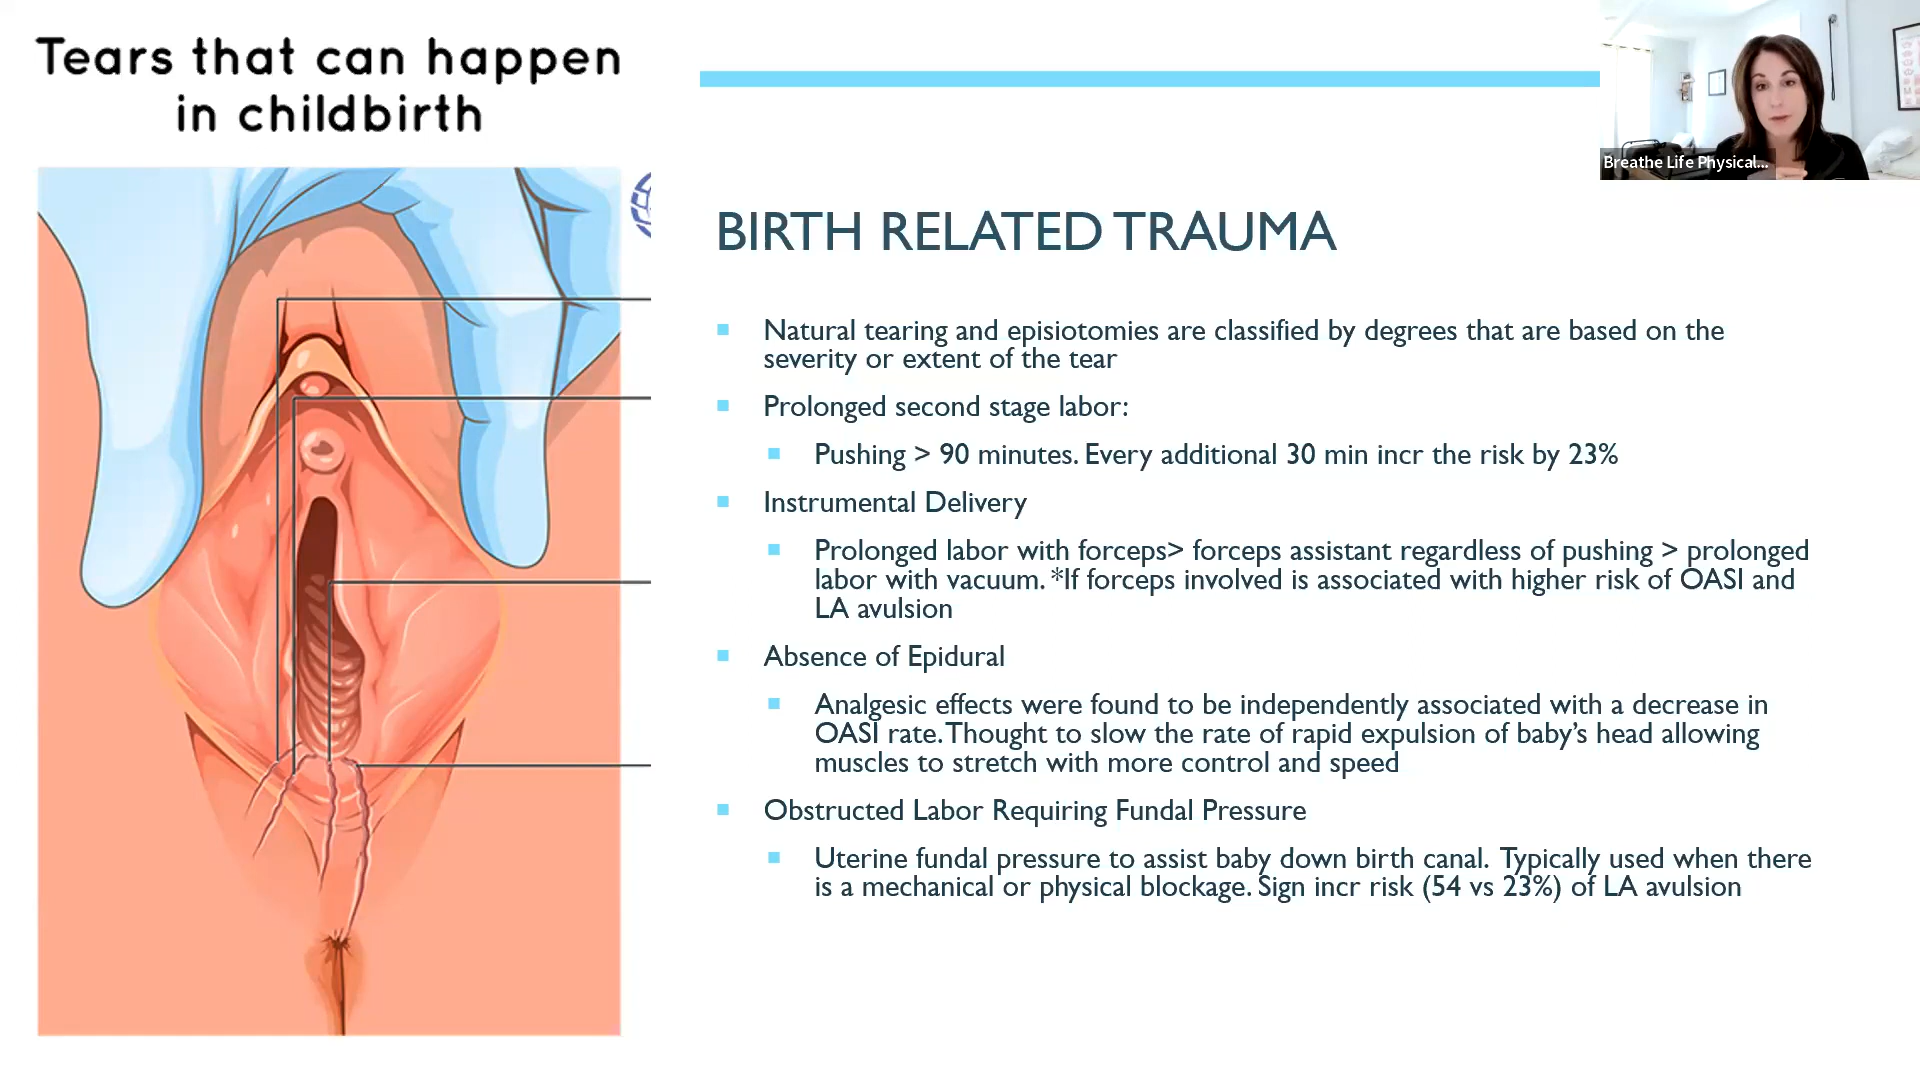 Tears that can happen
in childbirth
Breathe Life Physical...
BIRTH RELATED TRAUMA
Natural tearing and episiotomies are classified by degrees that are based on the
severity or extent of the tear
Prolonged second stage labor:
Pushing > 90 minutes. Every additional 30 min incr the risk by 23%
Instrumental Delivery
Prolonged labor with forceps> forceps assistant regardless of pushing > prolonged
labor with vacuum. *If forceps involved is associated with higher risk of OASI and
LA avulsion
Absence of Epidural
Analgesic effects were found to be independently associated with a decrease in
OASI rate. Thought to slow the rate of rapid expulsion of baby’s head allowing
muscles to stretch with more control and speed
Obstructed Labor Requiring Fundal Pressure
Uterine fundal pressure to assist baby down birth canal. Typically used when there
is a mechanical or physical blockage. Sign incr risk (54 vs 23%) of LA avulsion